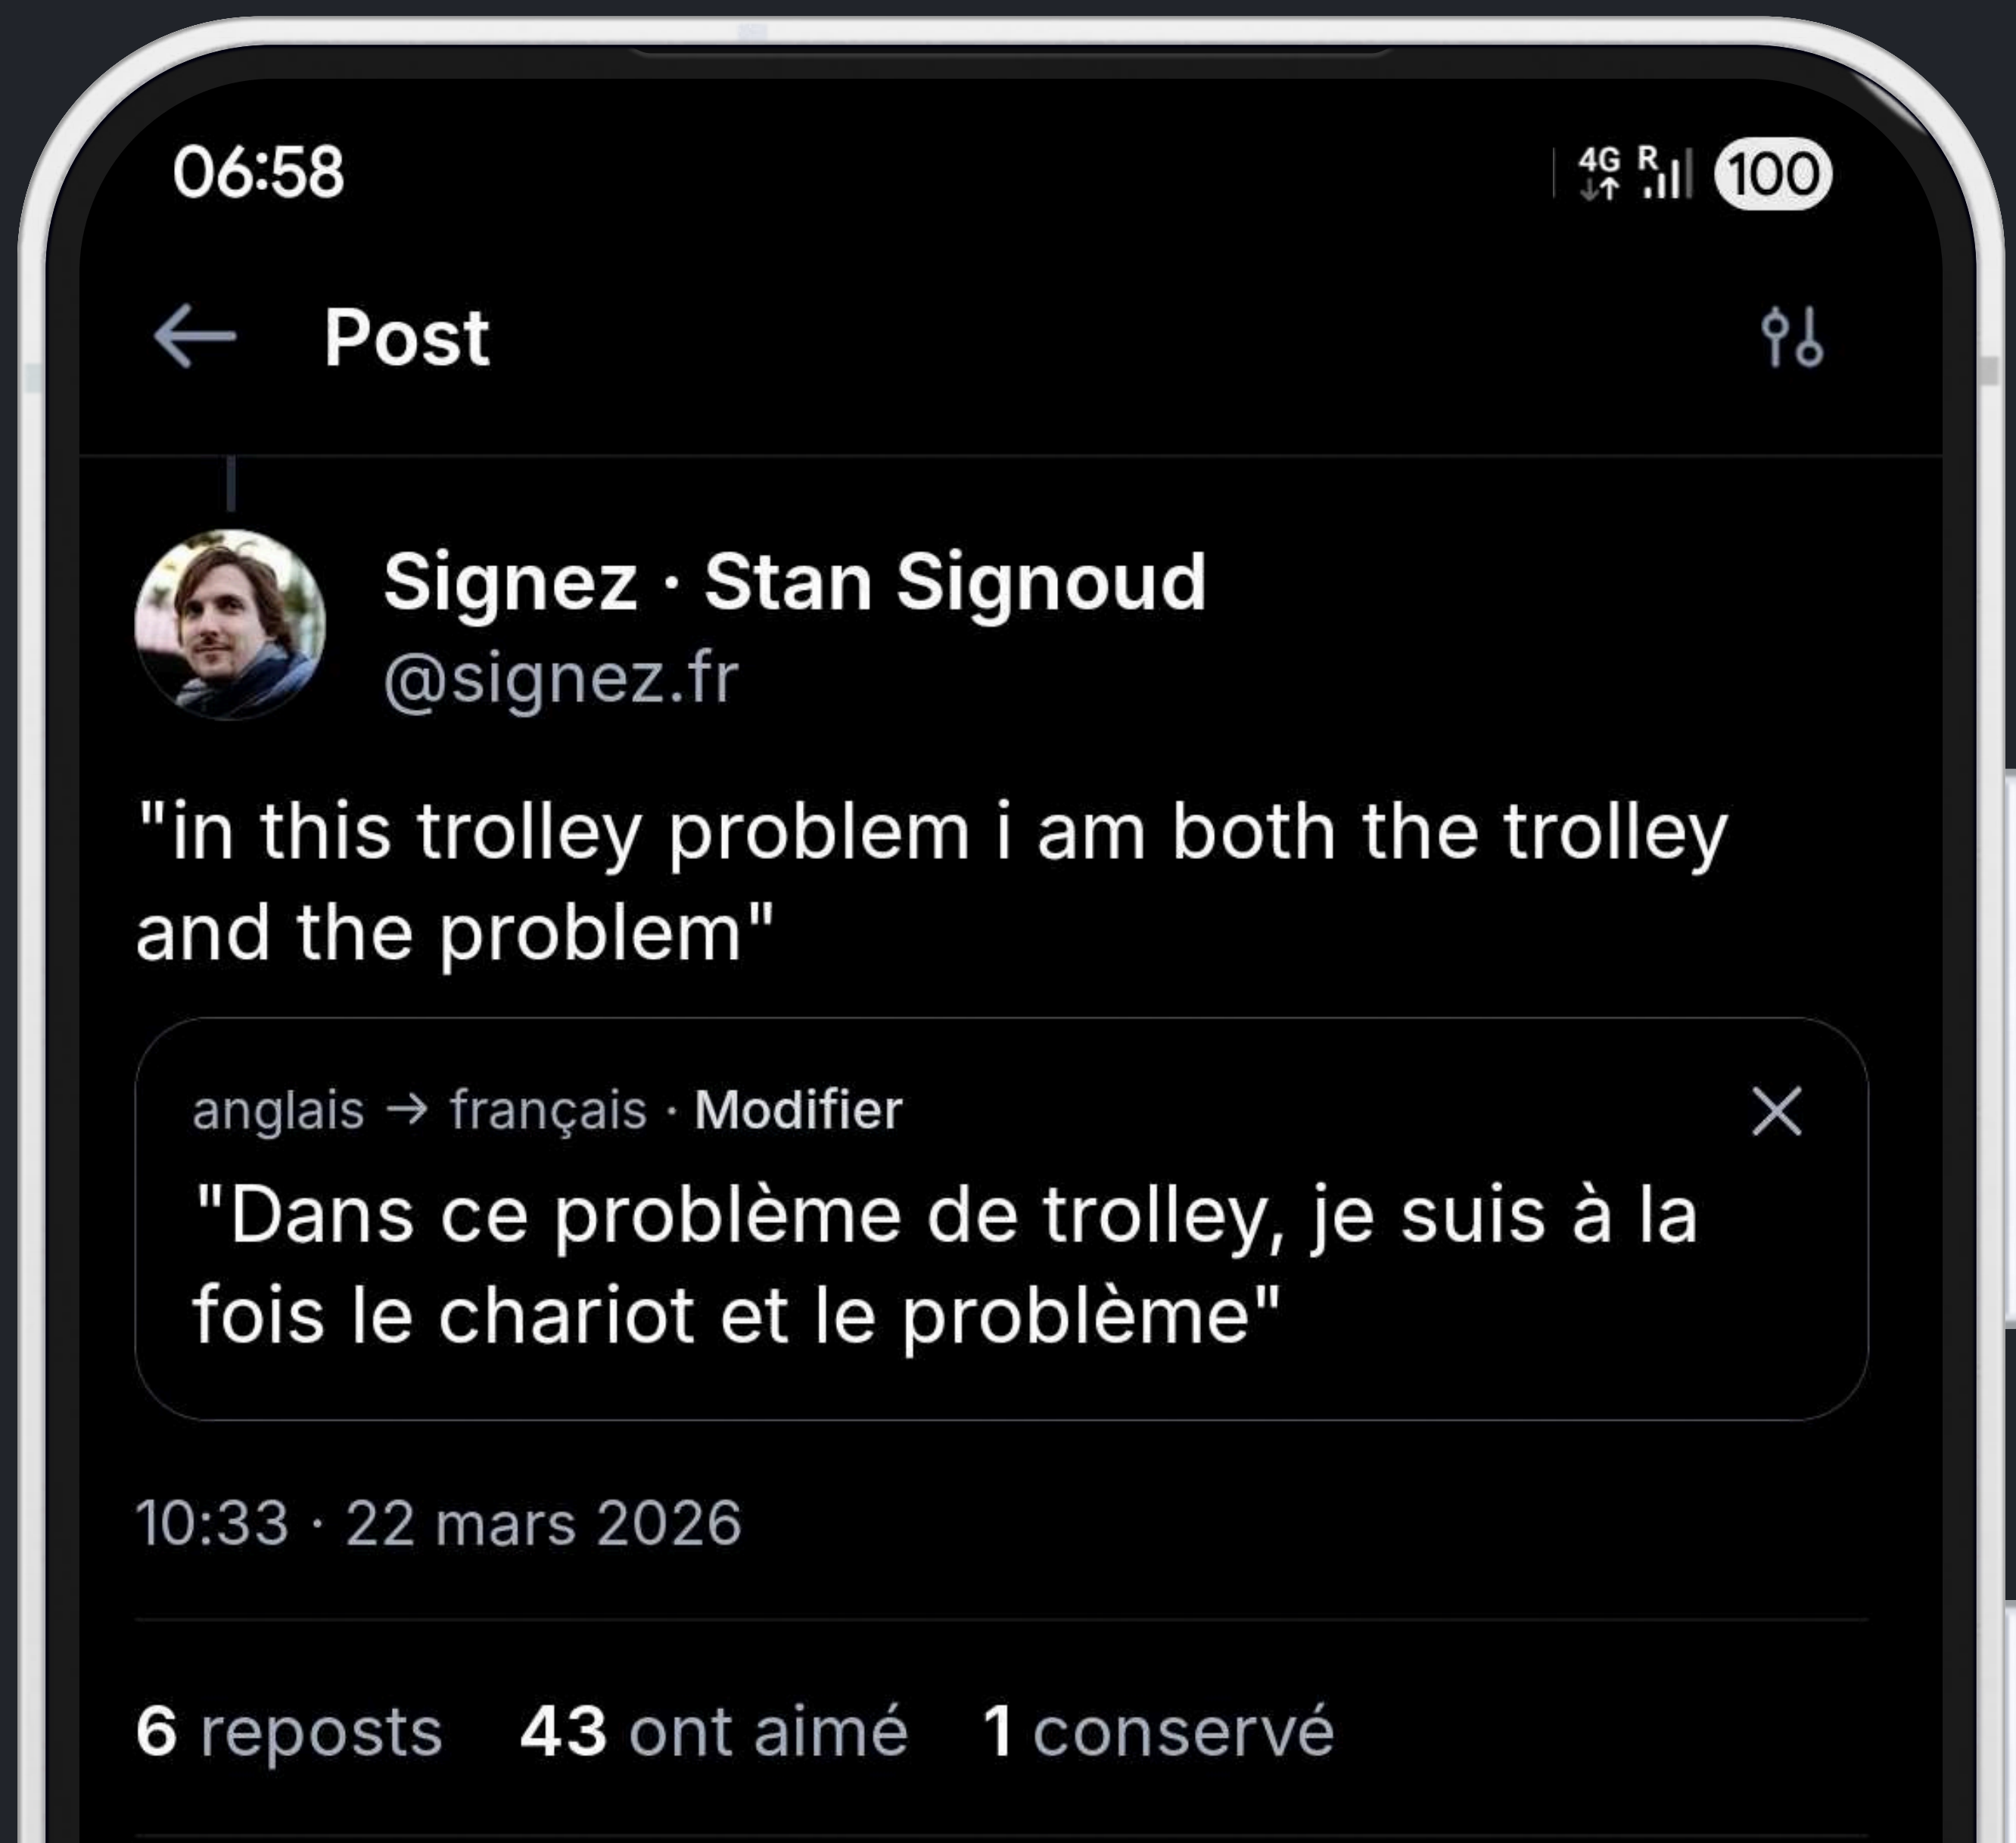 06:58
4G R 100
Post
Signez · Stan Signoud
@signez.fr
"in this trolley problem i am both the trolley
and the problem"
anglais → français · Modifier
"Dans ce problème de trolley, je suis à la
fois le chariot et le problème"
10:33 · 22 mars 2026
6 reposts 43 ont aimé 1 conservé